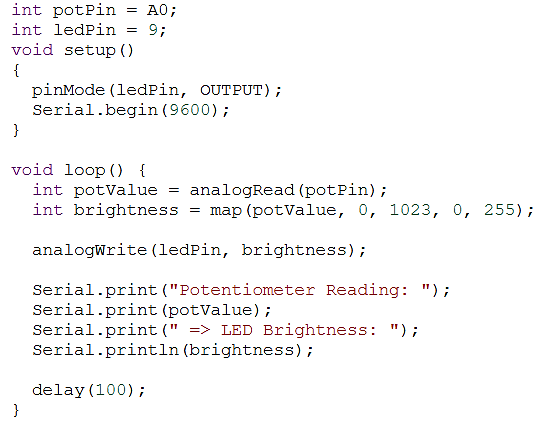 int potPin = A0;
int ledPin = 9;
void setup()
{
  pinMode(ledPin, OUTPUT);
  Serial.begin(9600);
}

void loop() {
  int potValue = analogRead(potPin);
  int brightness = map(potValue, 0, 1023, 0, 255);

  analogWrite(ledPin, brightness);

  Serial.print("Potentiometer Reading: ");
  Serial.print(potValue);
  Serial.print(" => LED Brightness: ");
  Serial.println(brightness);

  delay(100);
}